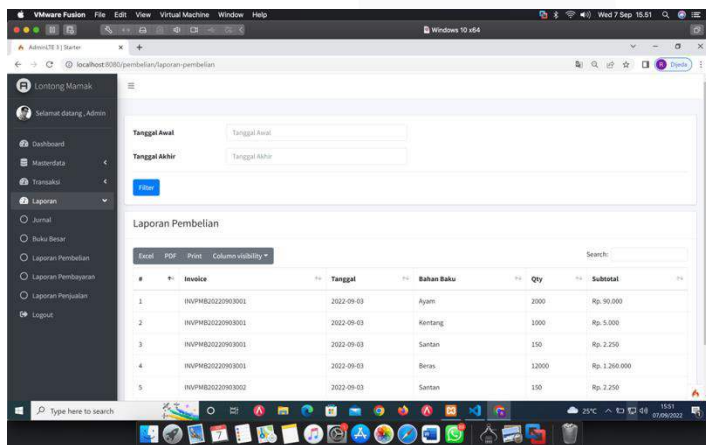 VMware Fusion File Edit View Virtual Machine Window Help Wed 7 Sep 15.51
Windows 10 x64
AdminLTE 3 | Starter
localhost:8080/pembelian/laporan-pembelian Dijeda
Lontong Mamak
Selamat datang , Admin
Dashboard
Masterdata
Transaksi
Laporan
Jurnal
Buku Besar
Laporan Pembelian
Laporan Pembayaran
Laporan Penjualan
Logout
Tanggal Awal Tanggal Awal
Tanggal Akhir Tanggal Akhir
Filter
Laporan Pembelian
Excel PDF Print Column visibility Search:
# Invoice Tanggal Bahan Baku Qty Subtotal
1 INVPMB20220903001 2022-09-03 Ayam 2000 Rp. 90.000
2 INVPMB20220903001 2022-09-03 Kentang 1000 Rp. 5.000
3 INVPMB20220903001 2022-09-03 Santan 150 Rp. 2.250
4 INVPMB20220903001 2022-09-03 Beras 12000 Rp. 1.260.000
5 INVPMB20220903002 2022-09-03 Santan 150 Rp. 2.250
Type here to search 25°C 15:51
07/09/2022